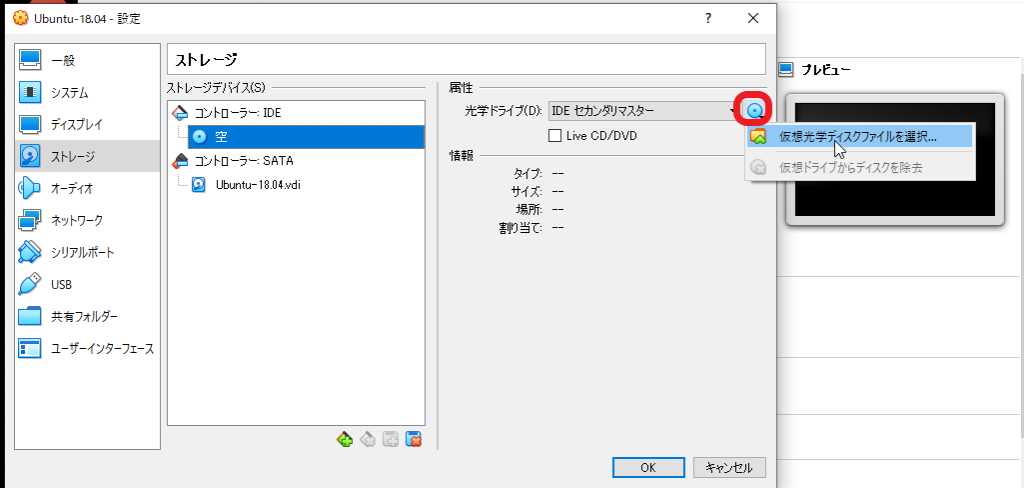 Ubuntu-18.04 - 設定
?
一般
システム
ディスプレイ
ストレージ
オーディオ
ネットワーク
シリアルポート
USB
共有フォルダー
ユーザーインターフェース
ストレージ
ストレージデバイス(S)
コントローラー: IDE
空
コントローラー: SATA
Ubuntu-18.04.vdi
属性
光学ドライブ(D): IDE セカンダリマスター
Live CD/DVD
情報
タイプ: --
サイズ: --
場所: --
割り当て: --
仮想光学ディスクファイルを選択...
仮想ドライブからディスクを除去
プレビュー
OK
キャンセル